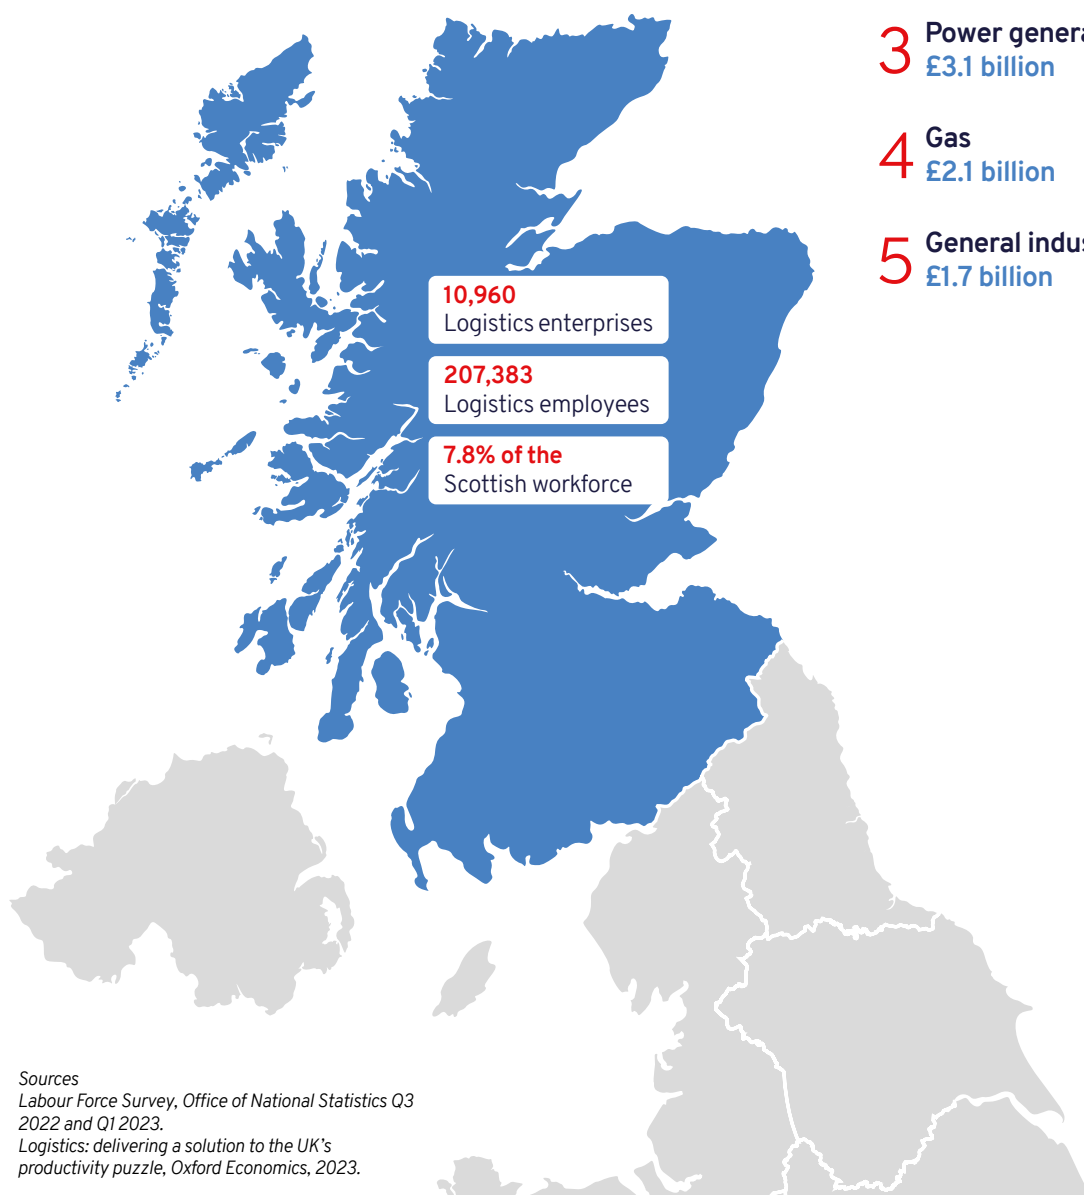 3
Power genera
£3.1 billion
4
Gas
£2.1 billion
5
General indus
£1.7 billion
10,960
Logistics enterprises
207,383
Logistics employees
7.8% of the
Scottish workforce
Sources
Labour Force Survey, Office of National Statistics Q3
2022 and Q1 2023.
Logistics: delivering a solution to the UK's
productivity puzzle, Oxford Economics, 2023.